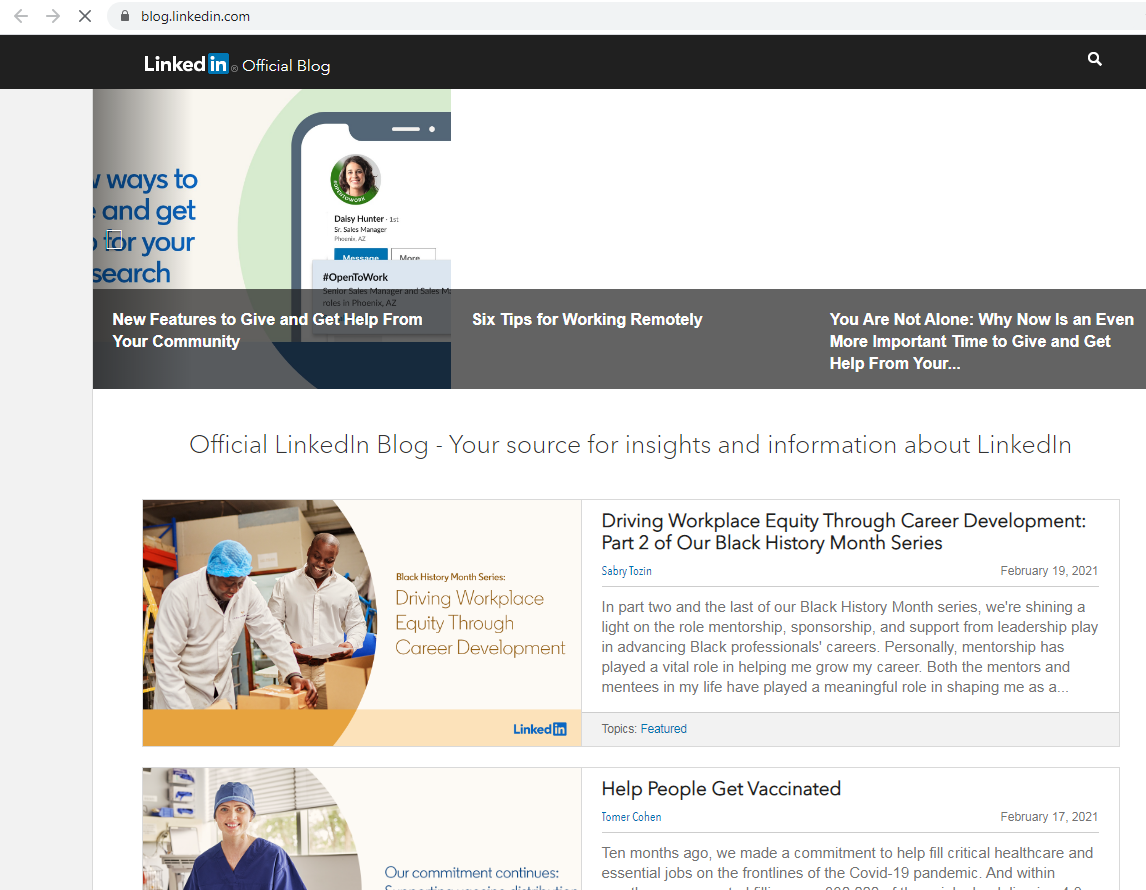 blog.linkedin.com
Linked in ® Official Blog
ways to
and get
for your
search
Daisy Hunter · 1st
Sr. Sales Manager
Phoenix, AZ
Message More
#OPENTOWORK
#OpenToWork
Senior Sales Manager and Sales
roles in Phoenix, AZ
New Features to Give and Get Help From
Your Community
Six Tips for Working Remotely
You Are Not Alone: Why Now Is an Even
More Important Time to Give and Get
Help From Your...
Official LinkedIn Blog - Your source for insights and information about LinkedIn
Black History Month Series:
Driving Workplace
Equity Through
Career Development
Linked in
Driving Workplace Equity Through Career Development:
Part 2 of Our Black History Month Series
Sabry Tozin February 19, 2021
In part two and the last of our Black History Month series, we're shining a
light on the role mentorship, sponsorship, and support from leadership play
in advancing Black professionals' careers. Personally, mentorship has
played a vital role in helping me grow my career. Both the mentors and
mentees in my life have played a meaningful role in shaping me as a...
Topics: Featured
Our commitment continues:
Help People Get Vaccinated
Tomer Cohen February 17, 2021
Ten months ago, we made a commitment to help fill critical healthcare and
essential jobs on the frontlines of the Covid-19 pandemic. And within